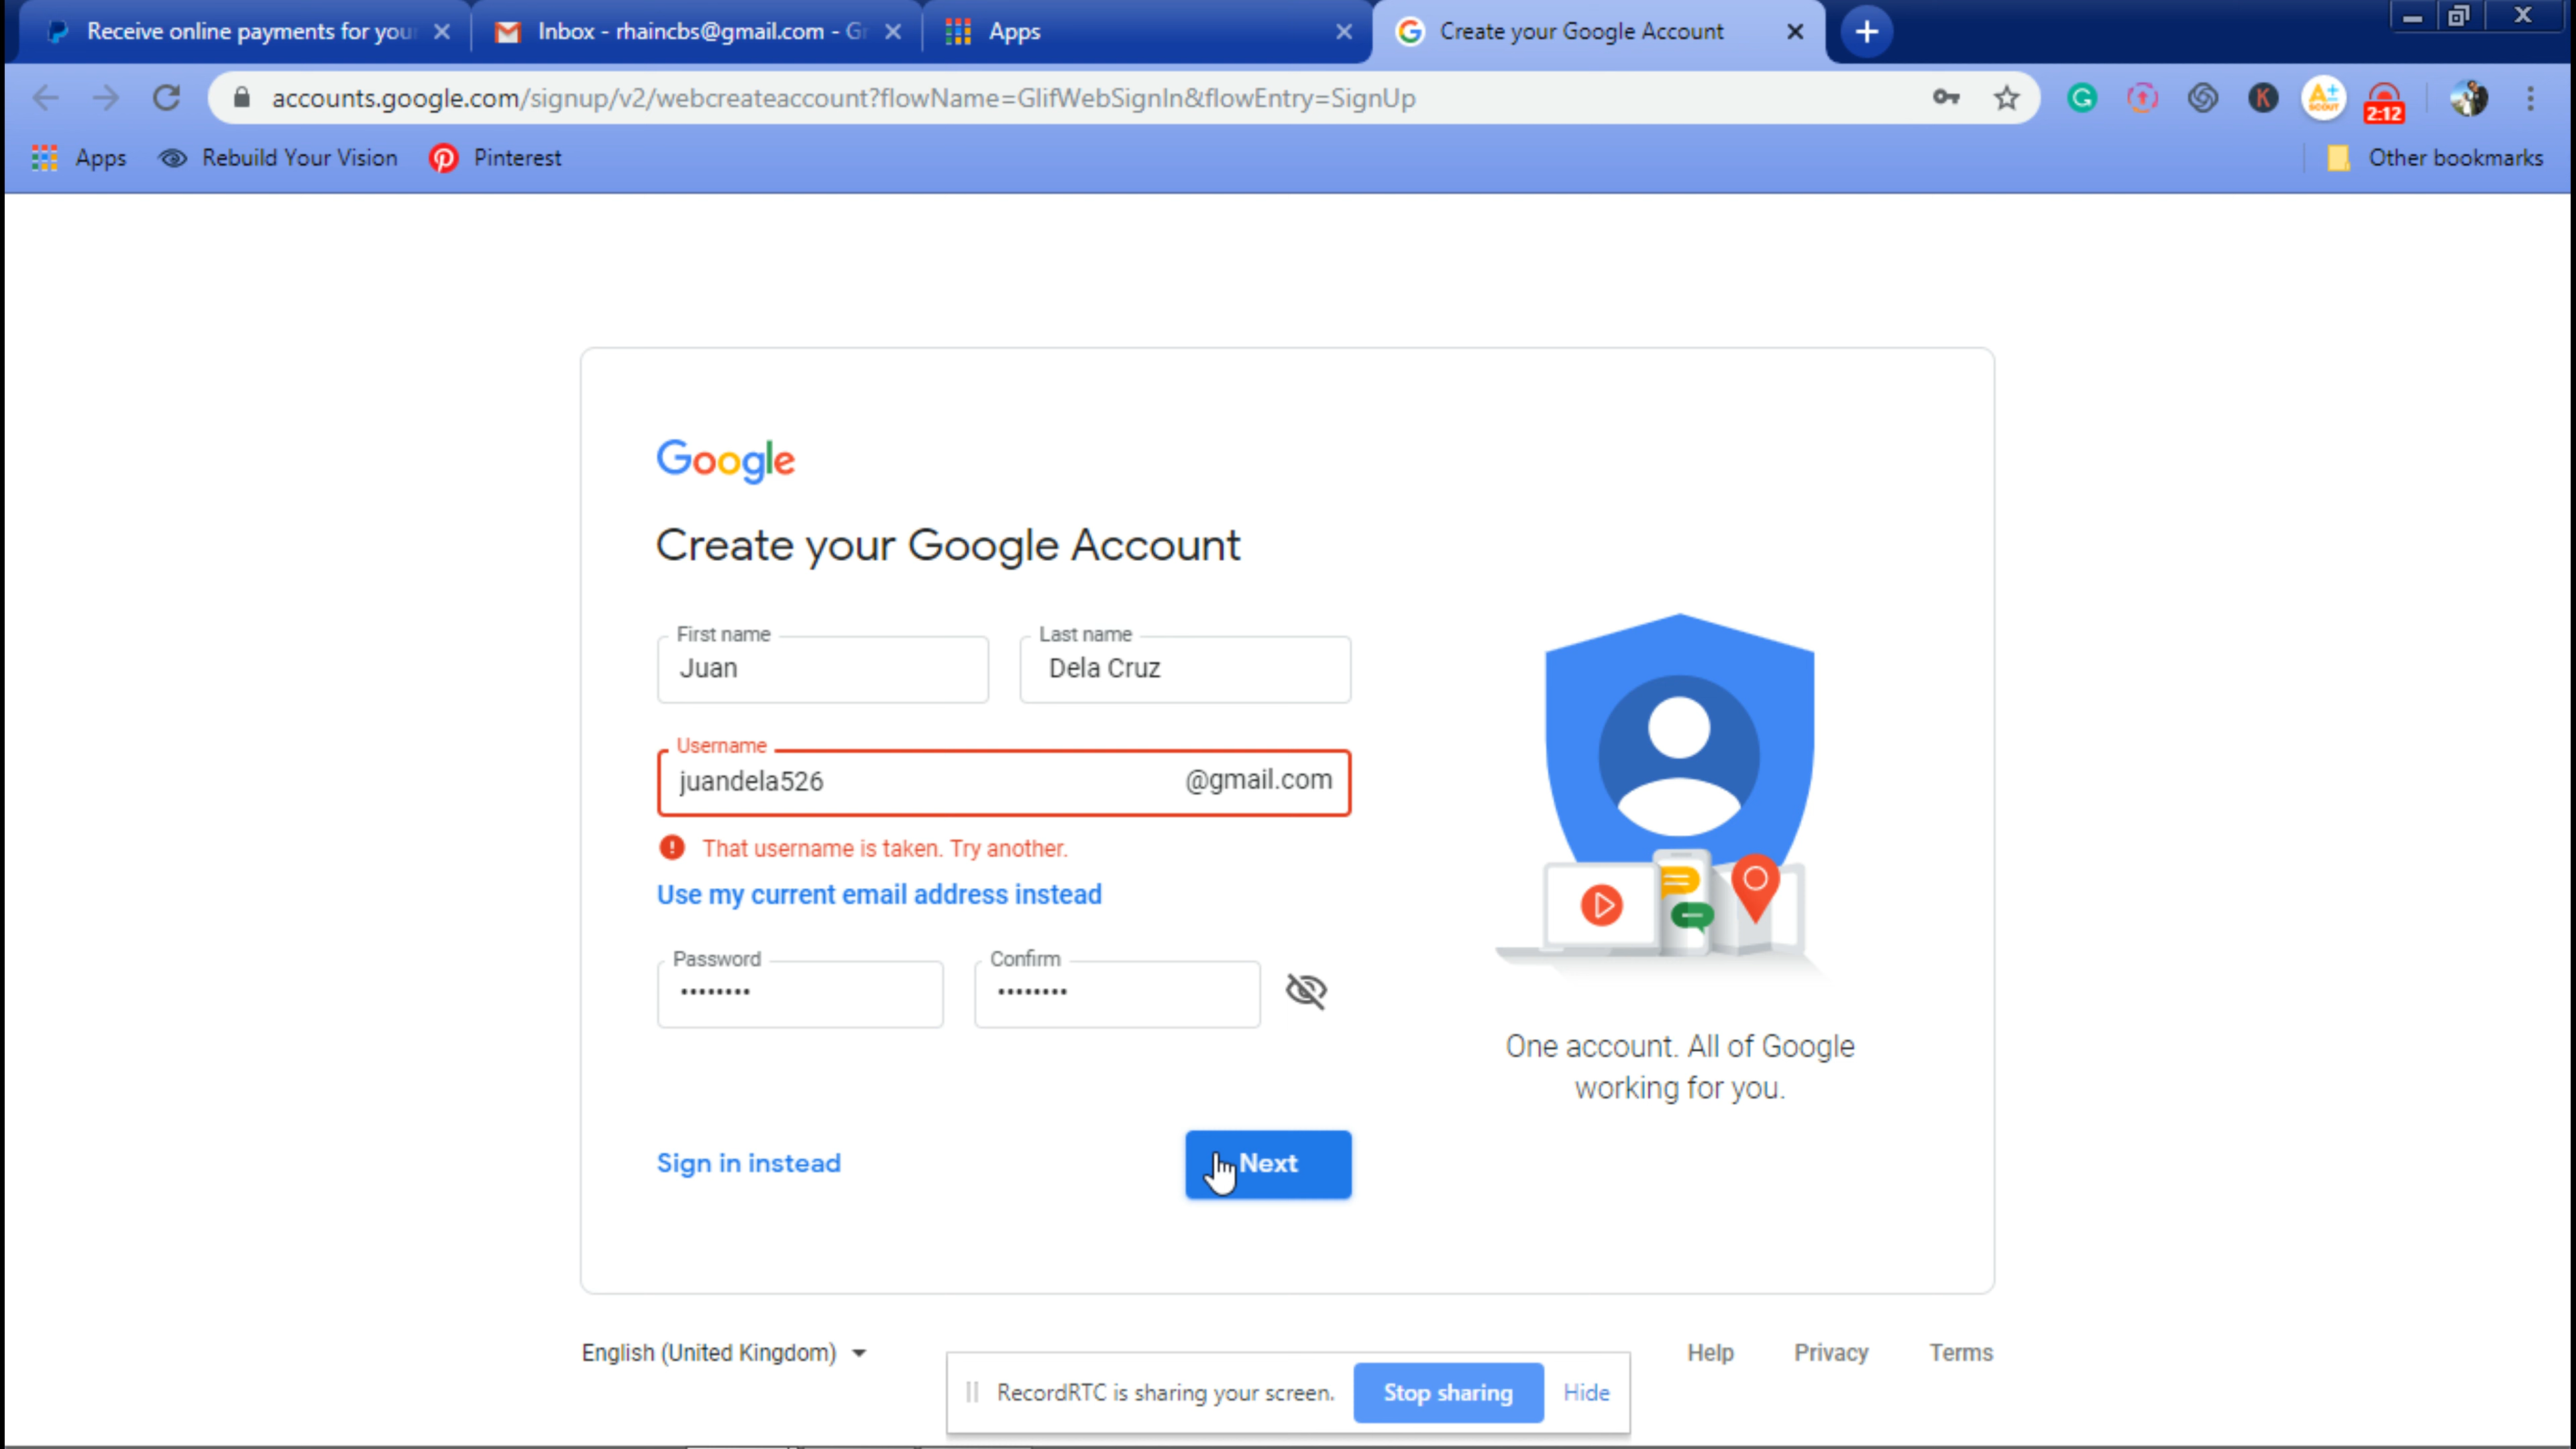 Receive online payments for you
Inbox - rhaincbs@gmail.com - G
Apps
Create your Google Account
accounts.google.com/signup/v2/webcreateaccount?flowName=GlifWebSignIn&flowEntry=SignUp
2:12
Apps
Rebuild Your Vision
Pinterest
Other bookmarks
Google
Create your Google Account
First name
Last name
Juan
Dela Cruz
Username
juandela526 @gmail.com
That username is taken. Try another.
Use my current email address instead
Password
Confirm
One account. All of Google
working for you.
Sign in instead
Next
English (United Kingdom)
Help
Privacy
Terms
RecordRTC is sharing your screen.
Stop sharing
Hide